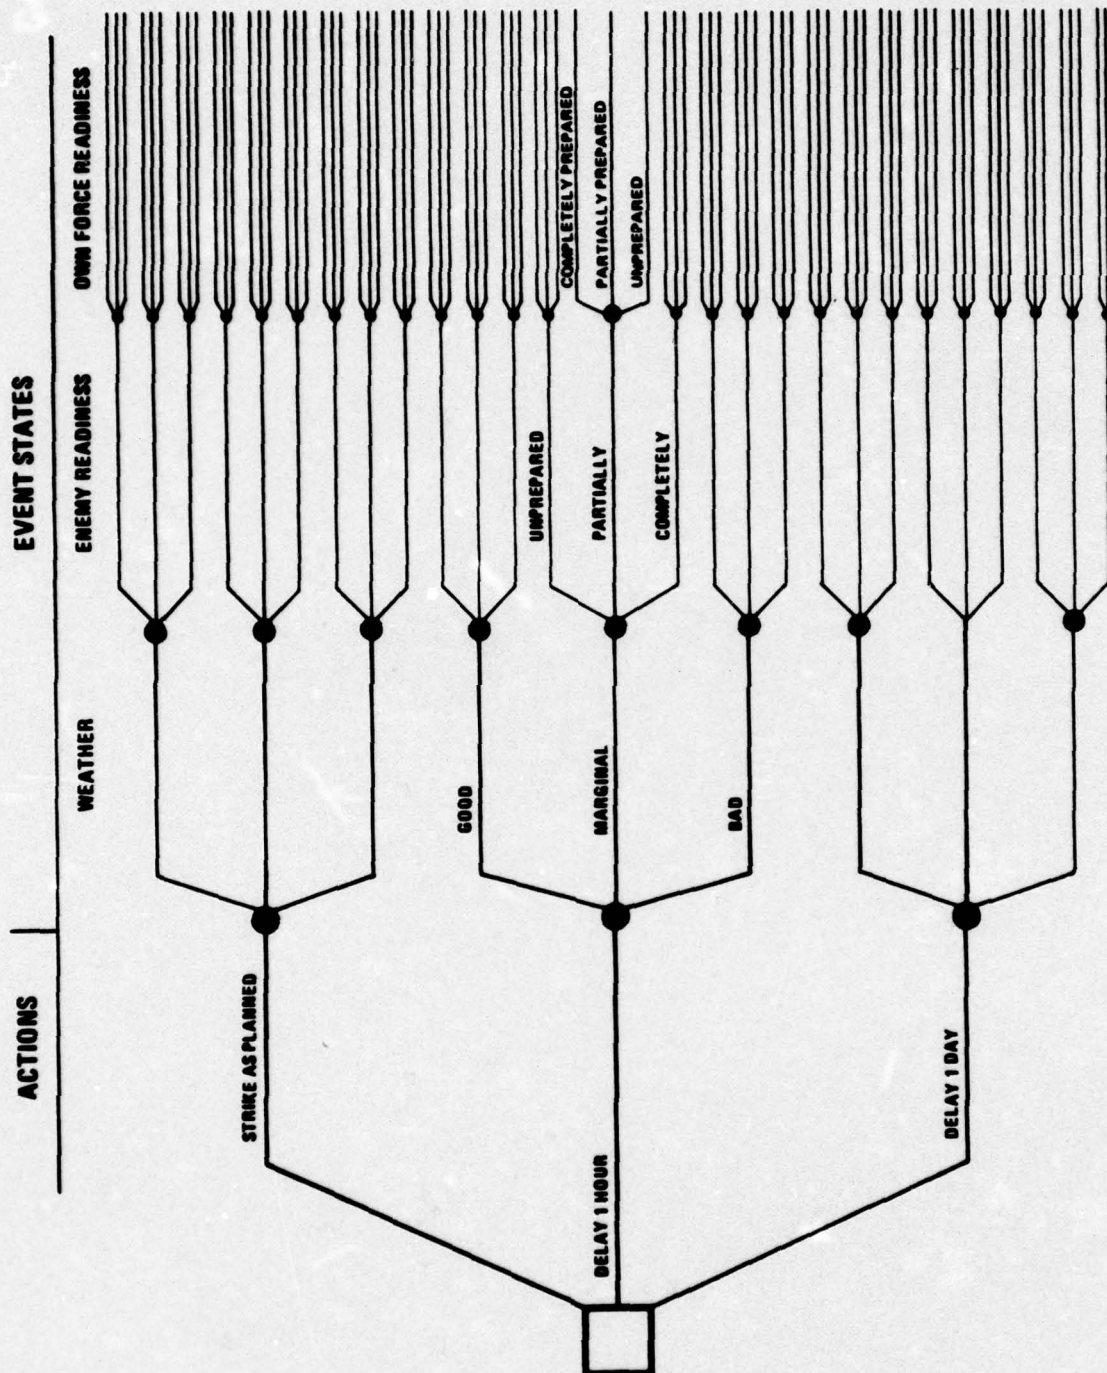 ACTIONS
EVENT STATES
WEATHER
ENEMY READINESS
OWN FORCE READINESS
STRIKE AS PLANNED
DELAY 1 HOUR
DELAY 1 DAY
GOOD
MARGINAL
BAD
UNPREPARED
PARTIALLY
COMPLETELY
COMPLETELY PREPARED
PARTIALLY PREPARED
UNPREPARED